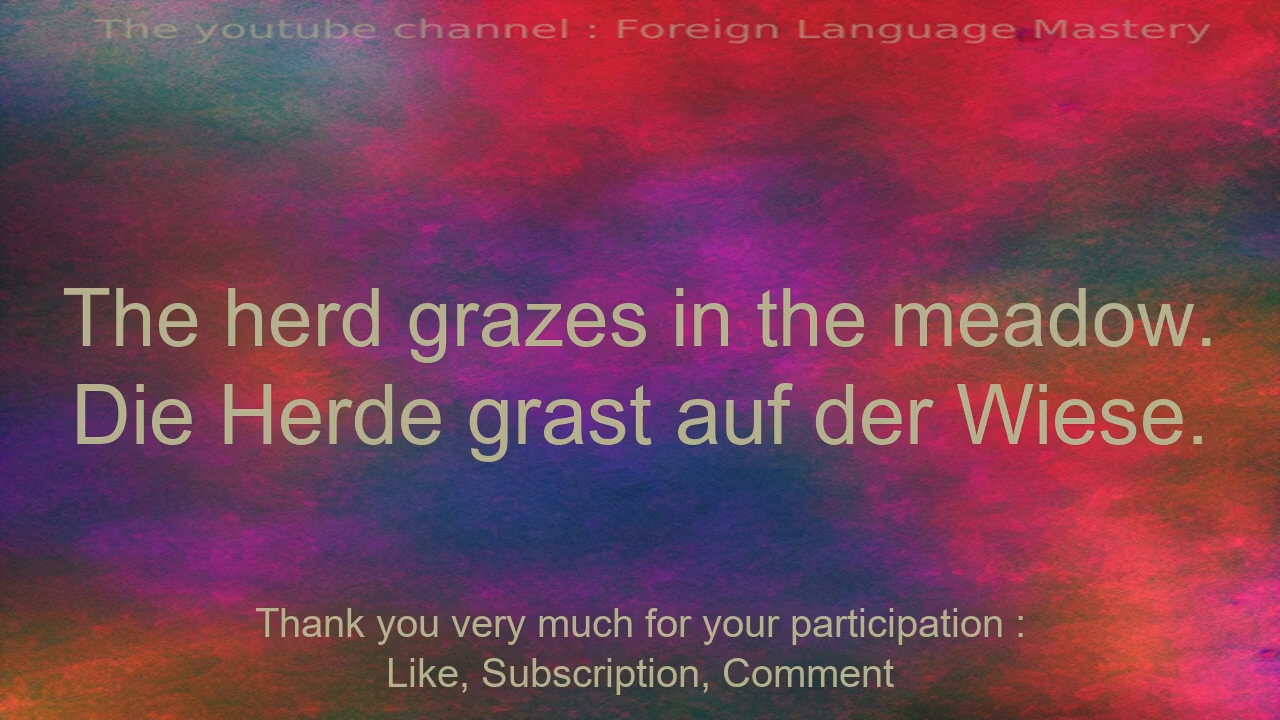 The youtube channel : Foreign Language Mastery
The herd grazes in the meadow.
Die Herde grast auf der Wiese.
Thank you very much for your participation :
Like, Subscription, Comment